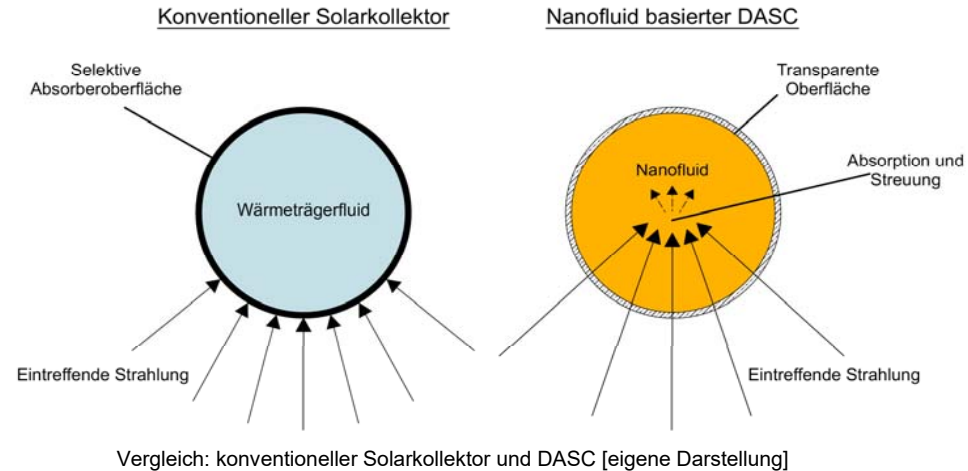 Konventioneller Solarkollektor
Nanofluid basierter DASC
Selektive
Absorberoberfläche
Transparente
Oberfläche
Wärmeträgerfluid
Nanofluid
Absorption und
Streuung
Eintreffende Strahlung
Eintreffende Strahlung
Vergleich: konventioneller Solarkollektor und DASC [eigene Darstellung]